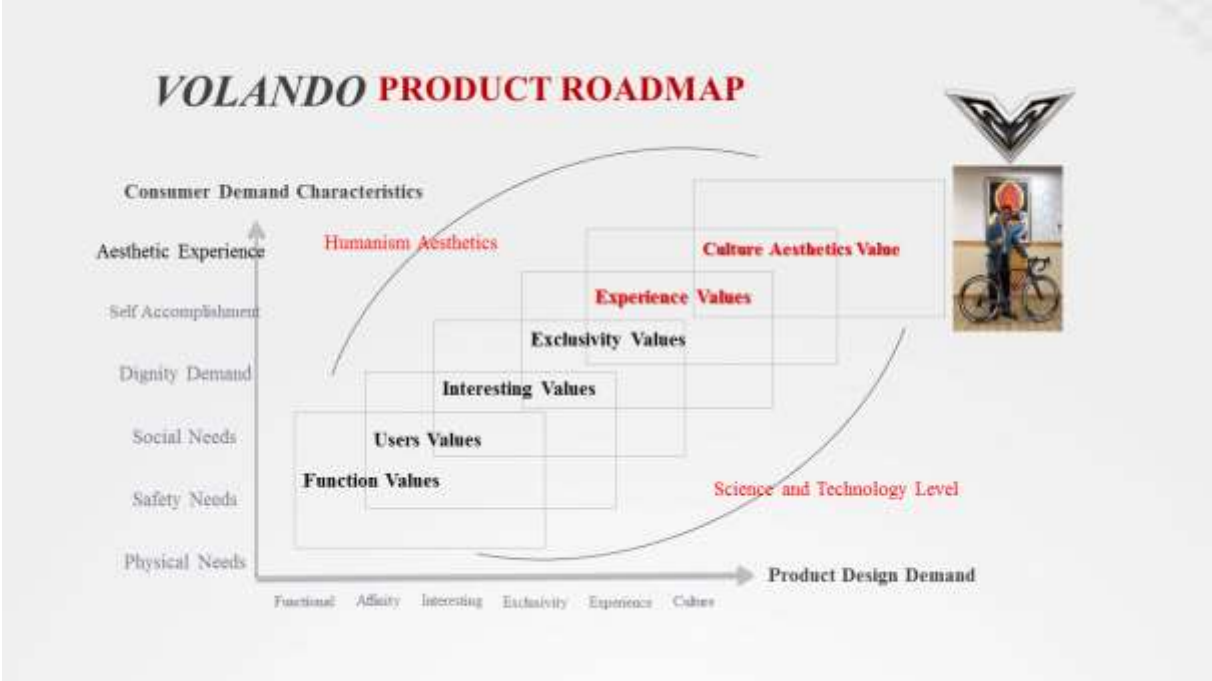 VOLANDO PRODUCT ROADMAP
Consumer Demand Characteristics
Aesthetic Experience
Humanism Aesthetics
Culture Aesthetics Value
Experience Values
Self Accomplishment
Exclusivity Values
Dignity Demand
Interesting Values
Social Needs
Users Values
Function Values
Science and Technology Level
Safety Needs
Physical Needs
Product Design Demand
Functional Affinity Interesting Exclusivity Experience Culture